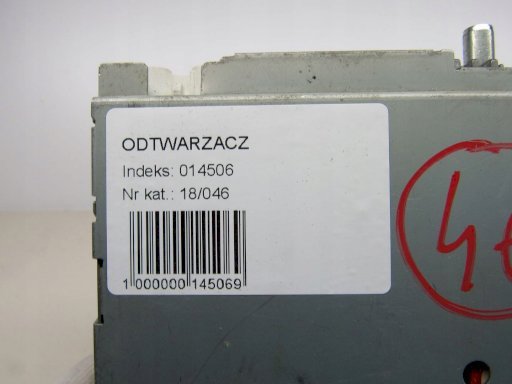 ODTWARZACZ
Indeks: 014506
Nr kat.: 18/046
1 000000 145069